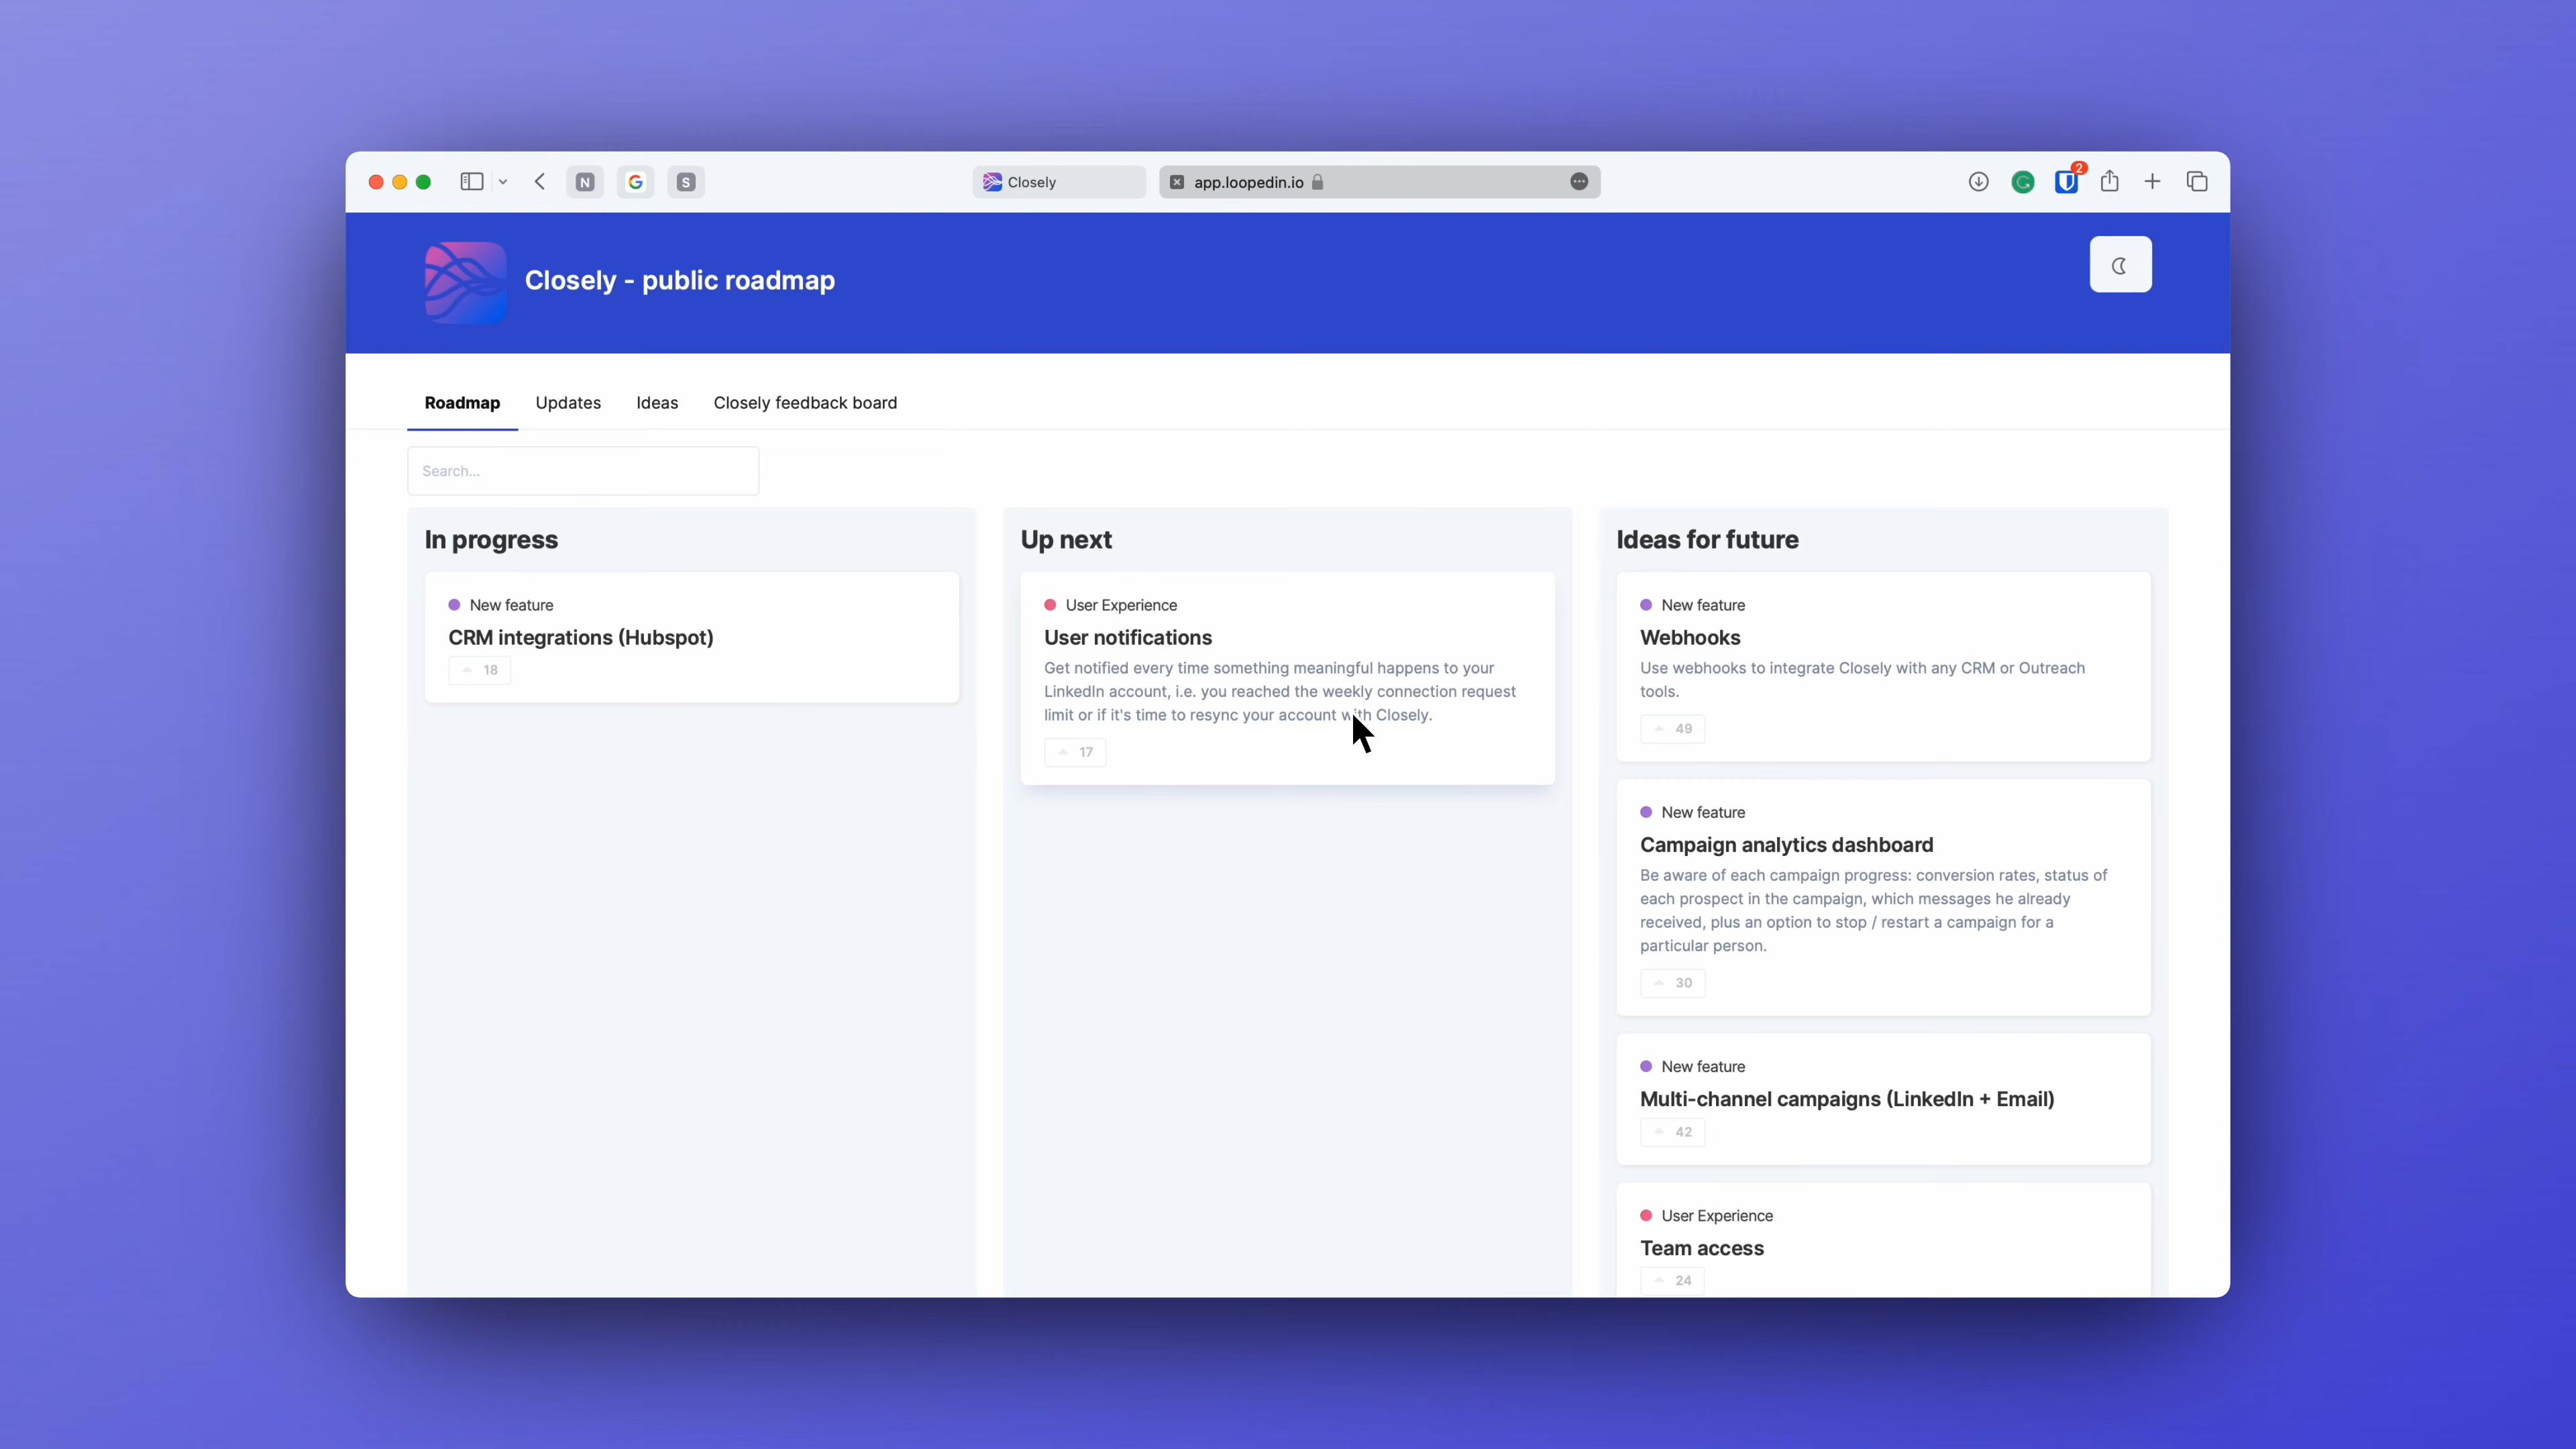 N
G
S
Closely
app.loopedin.io
2
Closely - public roadmap
Roadmap
Updates
Ideas
Closely feedback board
Search...
In progress
New feature
CRM integrations (Hubspot)
18
Up next
User Experience
User notifications
Get notified every time something meaningful happens to your
LinkedIn account, i.e. you reached the weekly connection request
limit or if it's time to resync your account with Closely.
17
Ideas for future
New feature
Webhooks
Use webhooks to integrate Closely with any CRM or Outreach
tools.
49
New feature
Campaign analytics dashboard
Be aware of each campaign progress: conversion rates, status of
each prospect in the campaign, which messages he already
received, plus an option to stop / restart a campaign for a
particular person.
30
New feature
Multi-channel campaigns (LinkedIn + Email)
42
User Experience
Team access
24